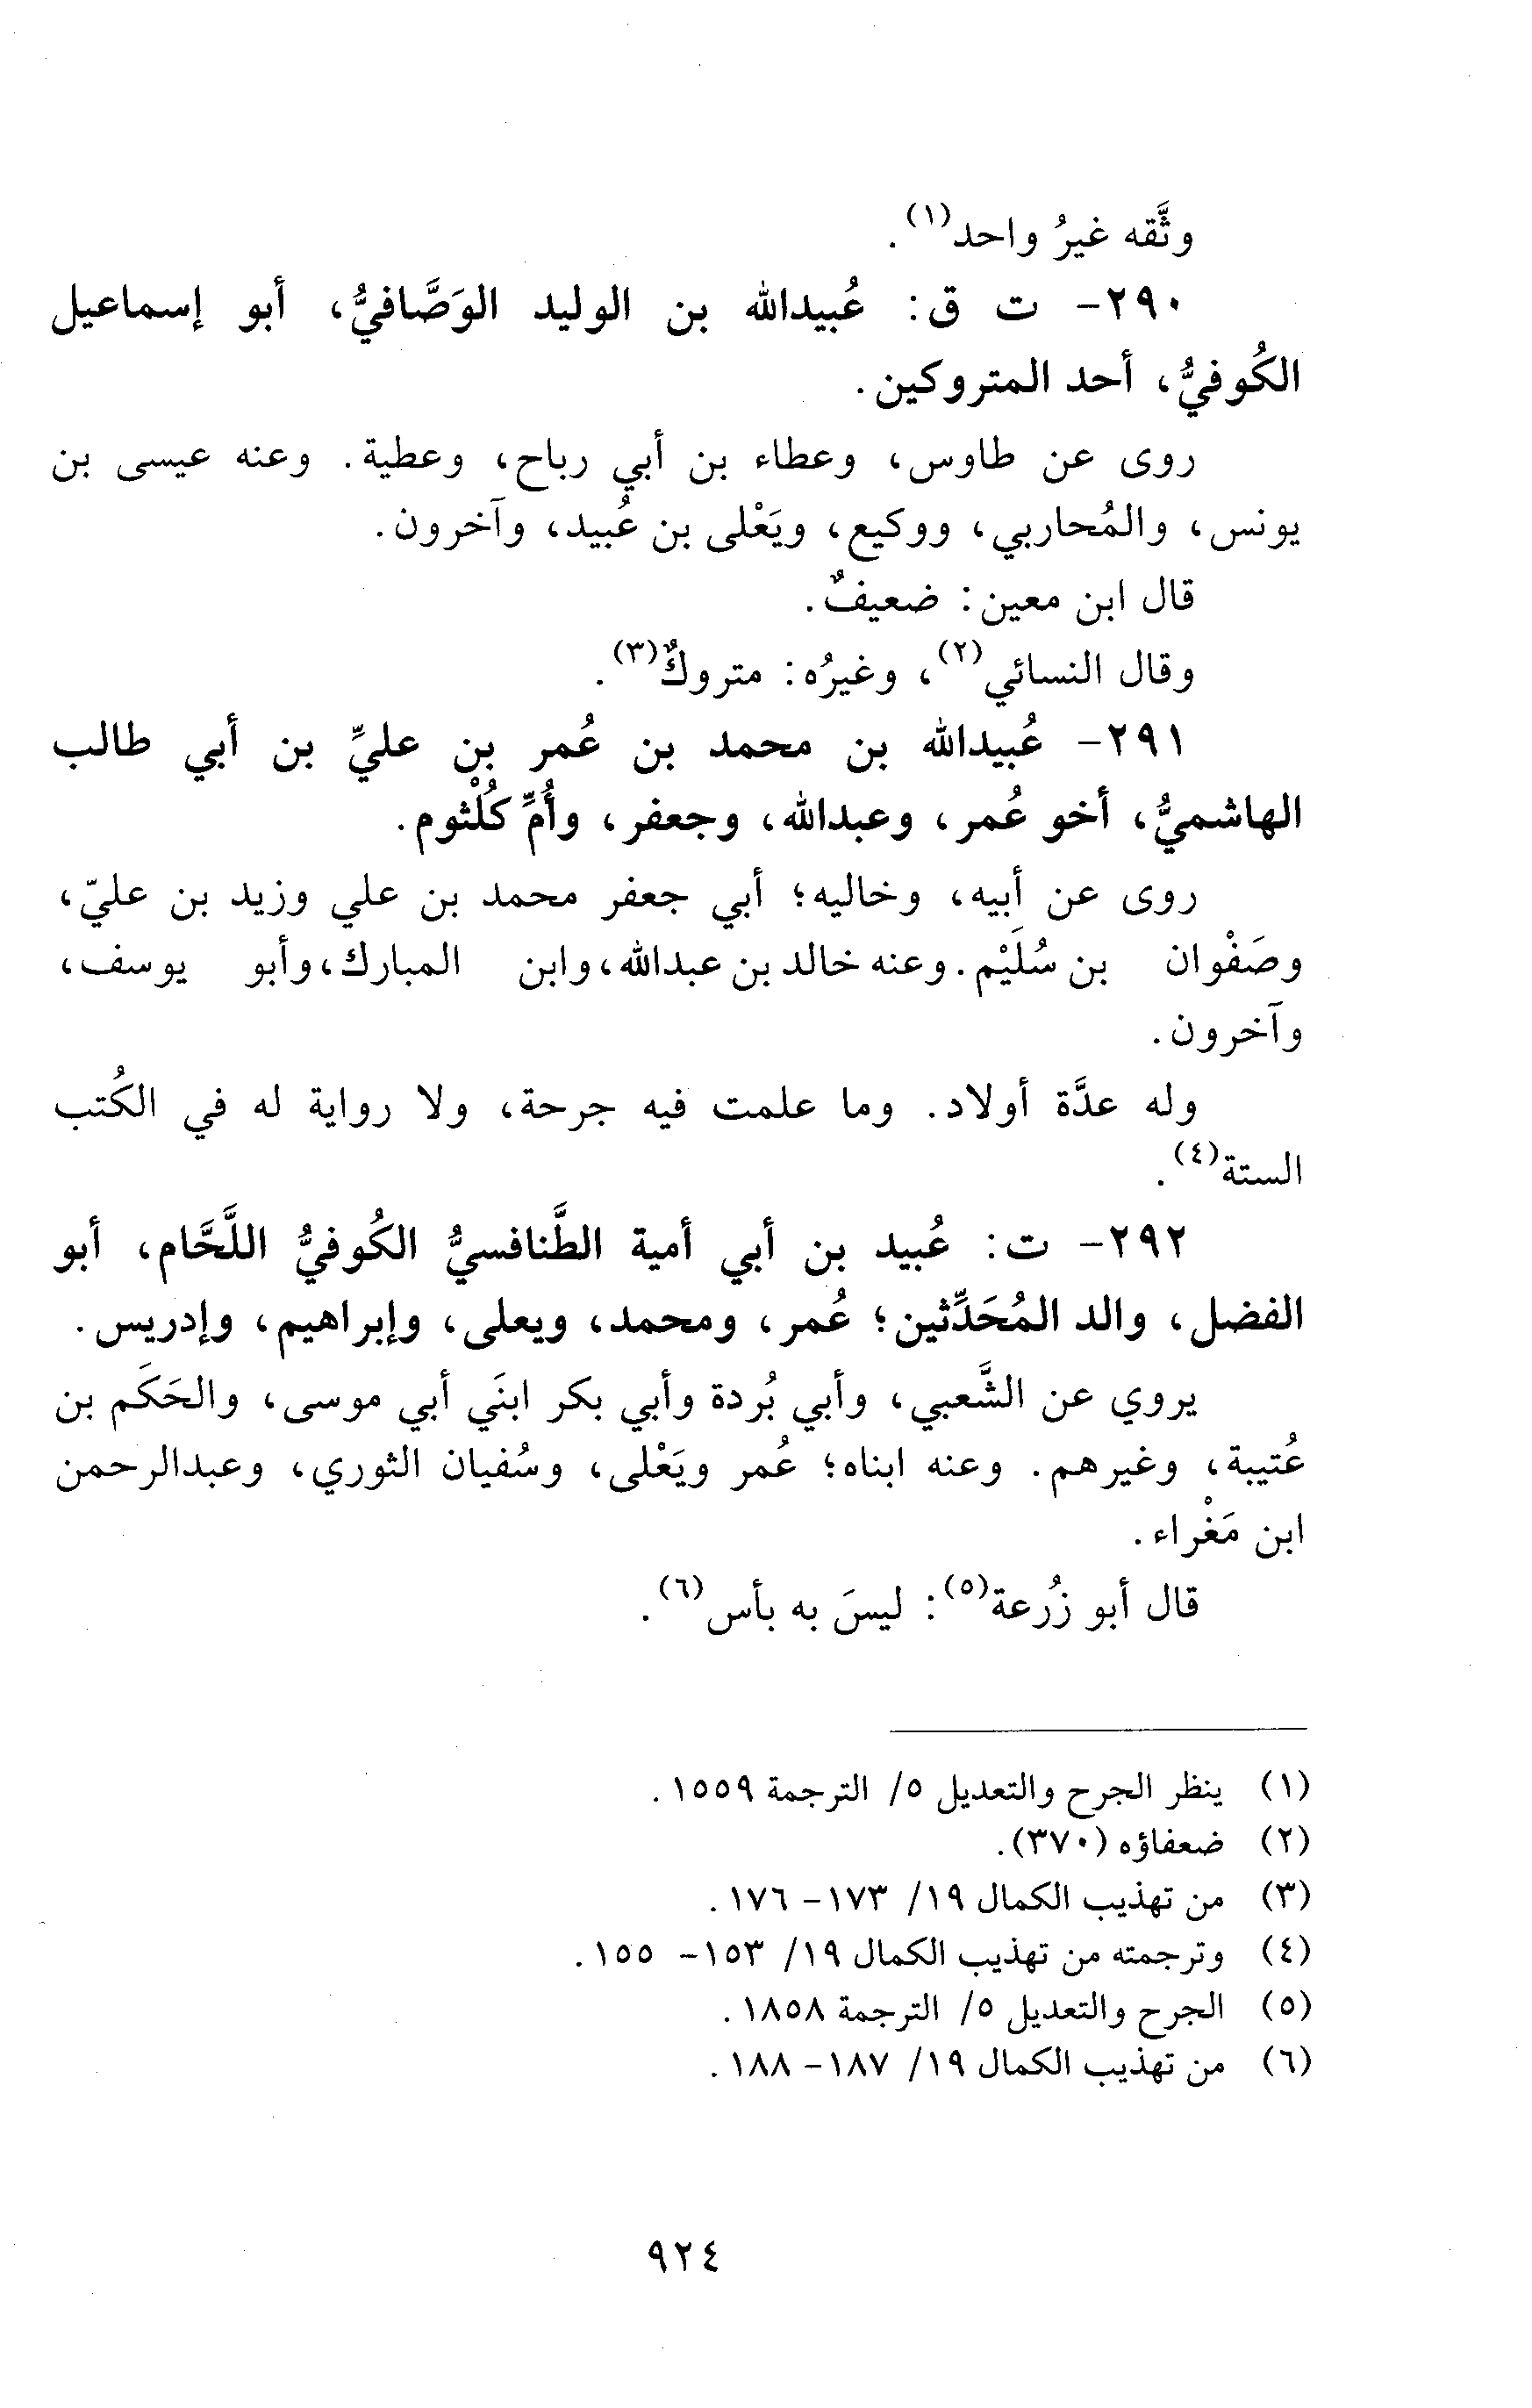 وثَّقه غيرُ واحد(١).
٢٩٠- ت ق: عُبيدالله بن الوليد الوَصَّافيُّ، أبو إسماعيل
الكُوفيُّ، أحد المتروكين.
روى عن طاوس، وعطاء بن أبي رباح، وعطية. وعنه عيسى بن
يونس، والمُحاربي، ووكيع، ويَعْلى بن عُبيد، وآخرون.
قال ابن معين: ضعيفٌ.
وقال النسائي(٢)، وغيرُه: متروكٌ(٣).
٢٩١- عُبيدالله بن محمد بن عُمر بن عليِّ بن أبي طالب
الهاشميُّ، أخو عُمر، وعبدالله، وجعفر، وأُمِّ كُلْثوم.
روى عن أبيه، وخاليه؛ أبي جعفر محمد بن علي وزيد بن عليّ،
وصَفْوان بن سُلَيْم. وعنه خالد بن عبدالله، وابن المبارك، وأبو يوسف،
وآخرون.
وله عدَّة أولاد. وما علمت فيه جرحة، ولا رواية له في الكُتب
الستة(٤).
٢٩٢- ت: عُبيد بن أبي أمية الطَّنافسيُّ الكُوفيُّ اللَّحَّام، أبو
الفضل، والد المُحَدِّثين؛ عُمر، ومحمد، ويعلى، وإبراهيم، وإدريس.
يروي عن الشَّعبي، وأبي بُردة وأبي بكر ابنَي أبي موسى، والحَكَم بن
عُتيبة، وغيرهم. وعنه ابناه؛ عُمر ويَعْلى، وسُفيان الثوري، وعبدالرحمن
ابن مَغْراء.
قال أبو زُرعة(٥): ليسَ به بأس(٦).
(١) ينظر الجرح والتعديل ٥/ الترجمة ١٥٥٩.
(٢) ضعفاؤه (٣٧٠).
(٣) من تهذيب الكمال ١٩/ ١٧٣- ١٧٦.
(٤) وترجمته من تهذيب الكمال ١٩/ ١٥٣- ١٥٥.
(٥) الجرح والتعديل ٥/ الترجمة ١٨٥٨.
(٦) من تهذيب الكمال ١٩/ ١٨٧- ١٨٨.
٩٢٤